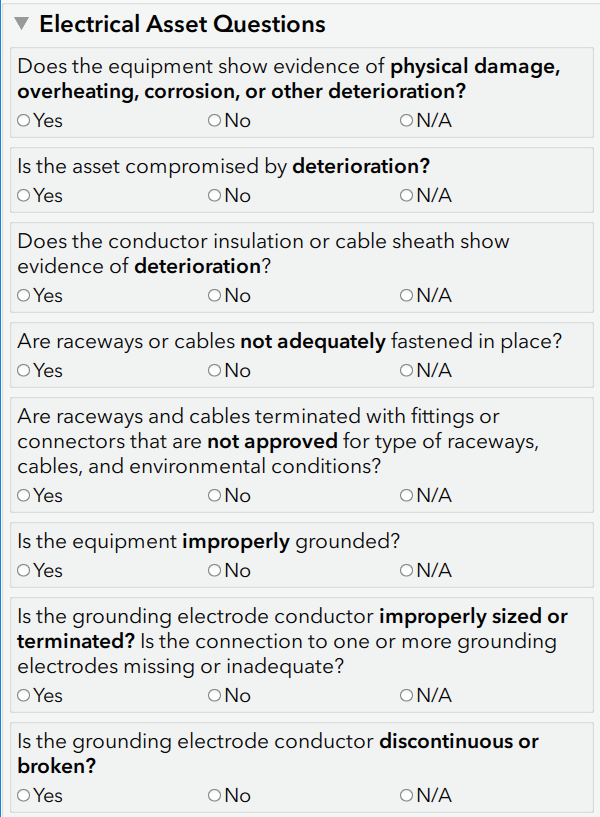 Electrical Asset Questions
Does the equipment show evidence of physical damage,
overheating, corrosion, or other deterioration?
Yes No N/A
Is the asset compromised by deterioration?
Yes No N/A
Does the conductor insulation or cable sheath show
evidence of deterioration?
Yes No N/A
Are raceways or cables not adequately fastened in place?
Yes No N/A
Are raceways and cables terminated with fittings or
connectors that are not approved for type of raceways,
cables, and environmental conditions?
Yes No N/A
Is the equipment improperly grounded?
Yes No N/A
Is the grounding electrode conductor improperly sized or
terminated? Is the connection to one or more grounding
electrodes missing or inadequate?
Yes No N/A
Is the grounding electrode conductor discontinuous or
broken?
Yes No N/A